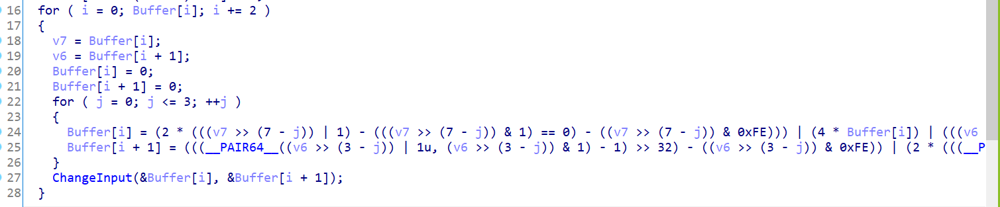 16 for ( i = 0; Buffer[i]; i += 2 )
17 {
18 v7 = Buffer[i];
19 v6 = Buffer[i + 1];
20 Buffer[i] = 0;
21 Buffer[i + 1] = 0;
22 for ( j = 0; j <= 3; ++j )
23 {
24 Buffer[i] = (2 * (((v7 >> (7 - j)) | 1) - (((v7 >> (7 - j)) & 1) == 0) - ((v7 >> (7 - j)) & 0xFE))) | (4 * Buffer[i]) | (((v6
25 Buffer[i + 1] = (((__PAIR64__((v6 >> (3 - j)) | 1u, (v6 >> (3 - j)) & 1) - 1) >> 32) - ((v6 >> (3 - j)) & 0xFE)) | (2 * (((__P
26 }
27 ChangeInput(&Buffer[i], &Buffer[i + 1]);
28 }